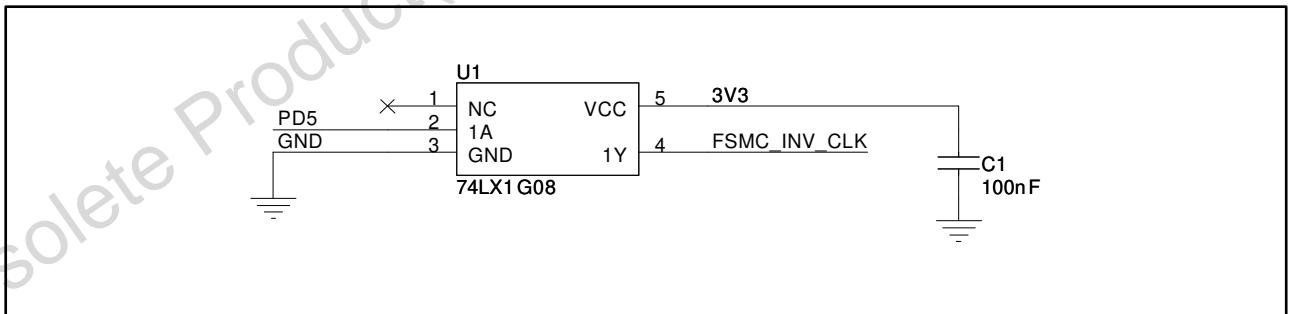 solete Product
U1
1 NC VCC 5 3V3
PD5 2 1A
GND 3 GND 1Y 4 FSMC_INV_CLK
74LX1G08
C1
100nF